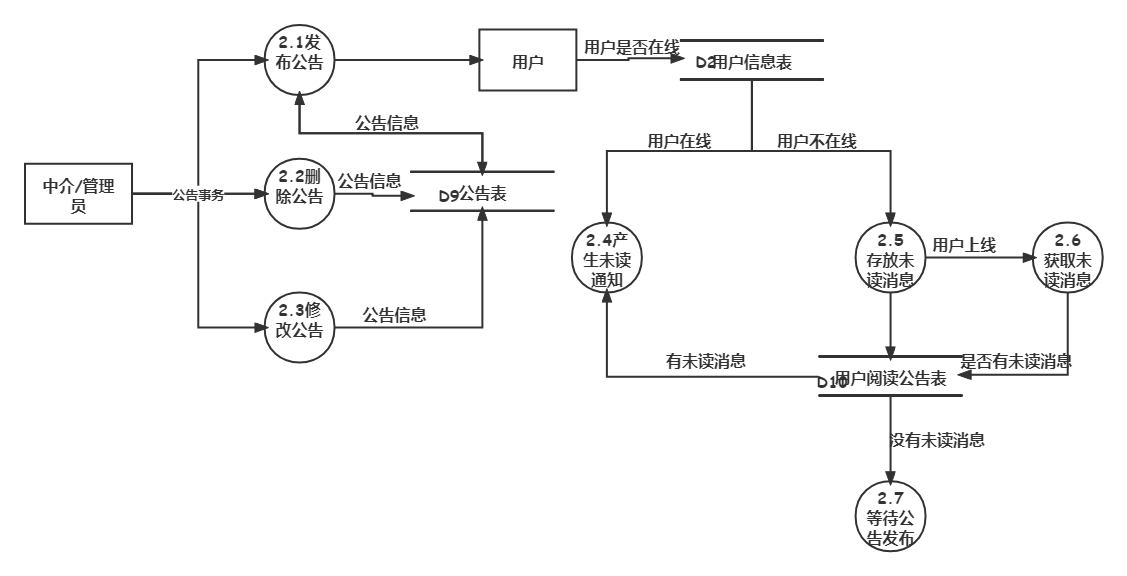 2.1发
布公告
用户
用户是否在线
D2用户信息表
公告信息
用户在线
用户不在线
中介/管理
员
公告事务
2.2删
除公告
公告信息
D9公告表
2.4产
生未读
通知
2.5
存放未
读消息
用户上线
2.6
获取未
读消息
2.3修
改公告
公告信息
有未读消息
是否有未读消息
D10用户阅读公告表
没有未读消息
2.7
等待公
告发布